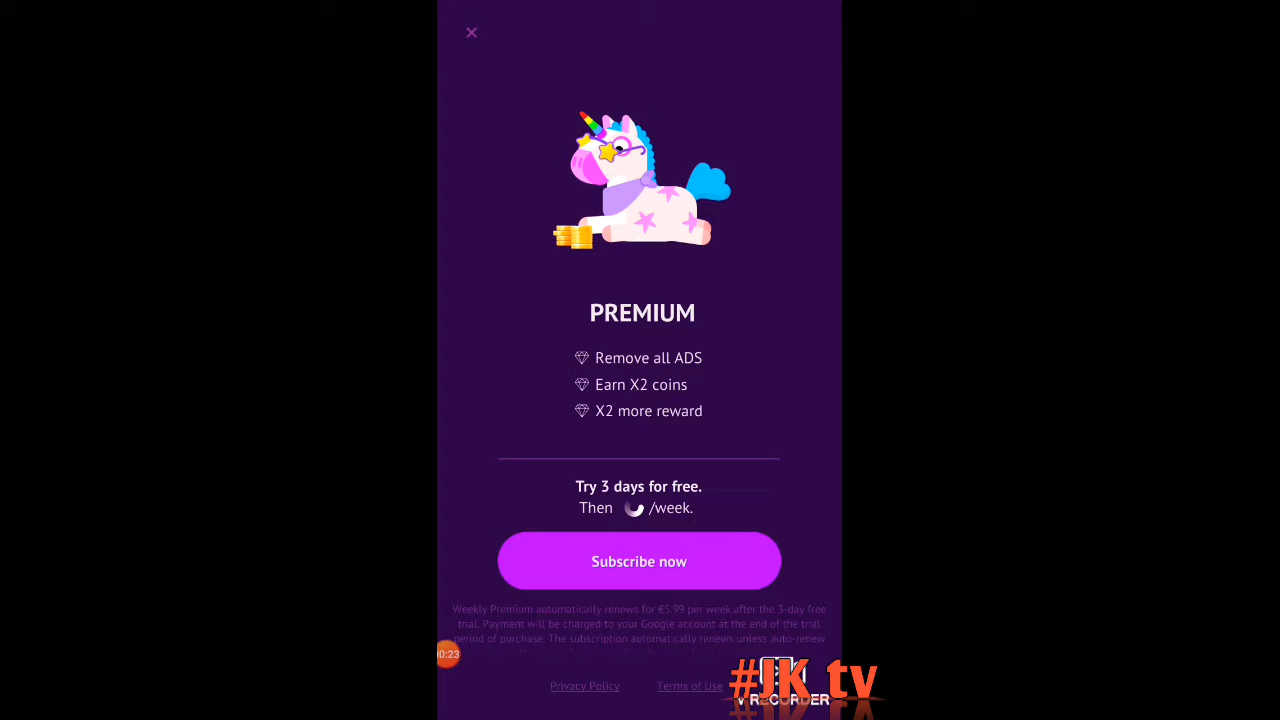 PREMIUM
Remove all ADS
Earn X2 coins
X2 more reward
Try 3 days for free.
Then /week.
Subscribe now
Weekly Premium automatically renews for €5.99 per week after the 3-day free
trial. Payment will be charged to your Google account at the end of the trial
period of purchase. The subscription automatically renews unless auto-renew
00:23
Privacy Policy
Terms of Use
#JK tv
V RECORDER